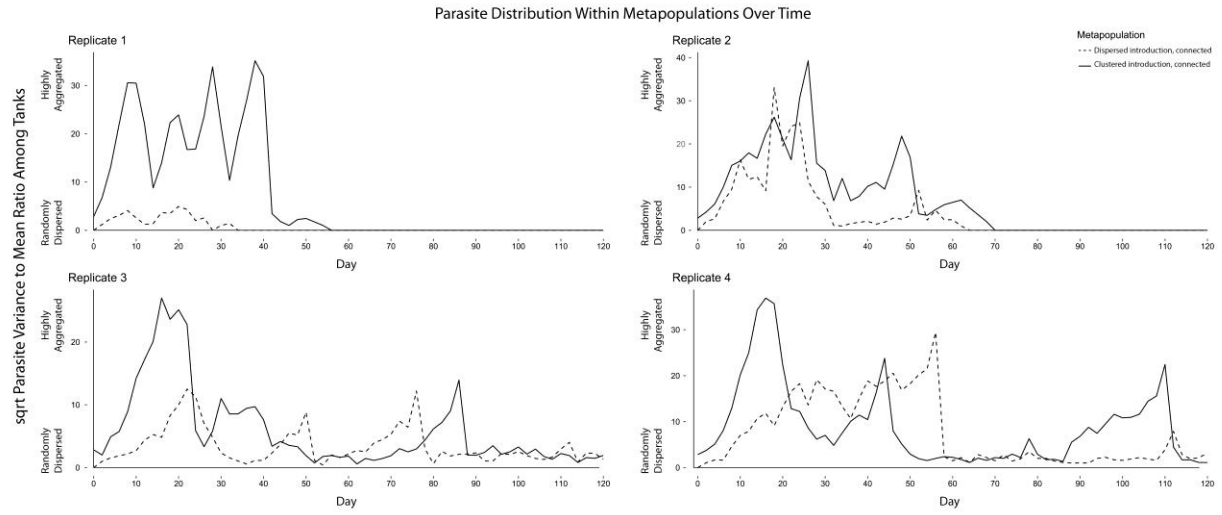 Parasite Distribution Within Metapopulations Over Time
sqrt Parasite Variance to Mean Ratio Among Tanks
Replicate 1
Highly
Aggregated
Randomly
Dispersed
30
20
10
0
0 10 20 30 40 50 60 70 80 90 100 110 120
Day
Replicate 2
Highly
Aggregated
Randomly
Dispersed
40
30
20
10
0
0 10 20 30 40 50 60 70 80 90 100 110 120
Day
Metapopulation
Dispersed introduction, connected
Clustered introduction, connected
Replicate 3
Highly
Aggregated
Randomly
Dispersed
20
10
0
0 10 20 30 40 50 60 70 80 90 100 110 120
Day
Replicate 4
Highly
Aggregated
Randomly
Dispersed
30
20
10
0
0 10 20 30 40 50 60 70 80 90 100 110 120
Day